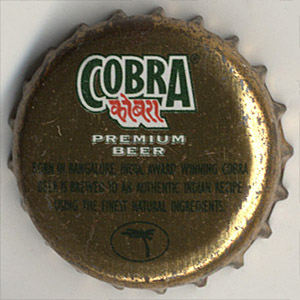 COBRA
कोबरा
PREMIUM
BEER
BORN IN BANGALORE, INDIA, AWARD WINNING COBRA
BEER IS BREWED TO AN AUTHENTIC INDIAN RECIPE
USING THE FINEST NATURAL INGREDIENTS.